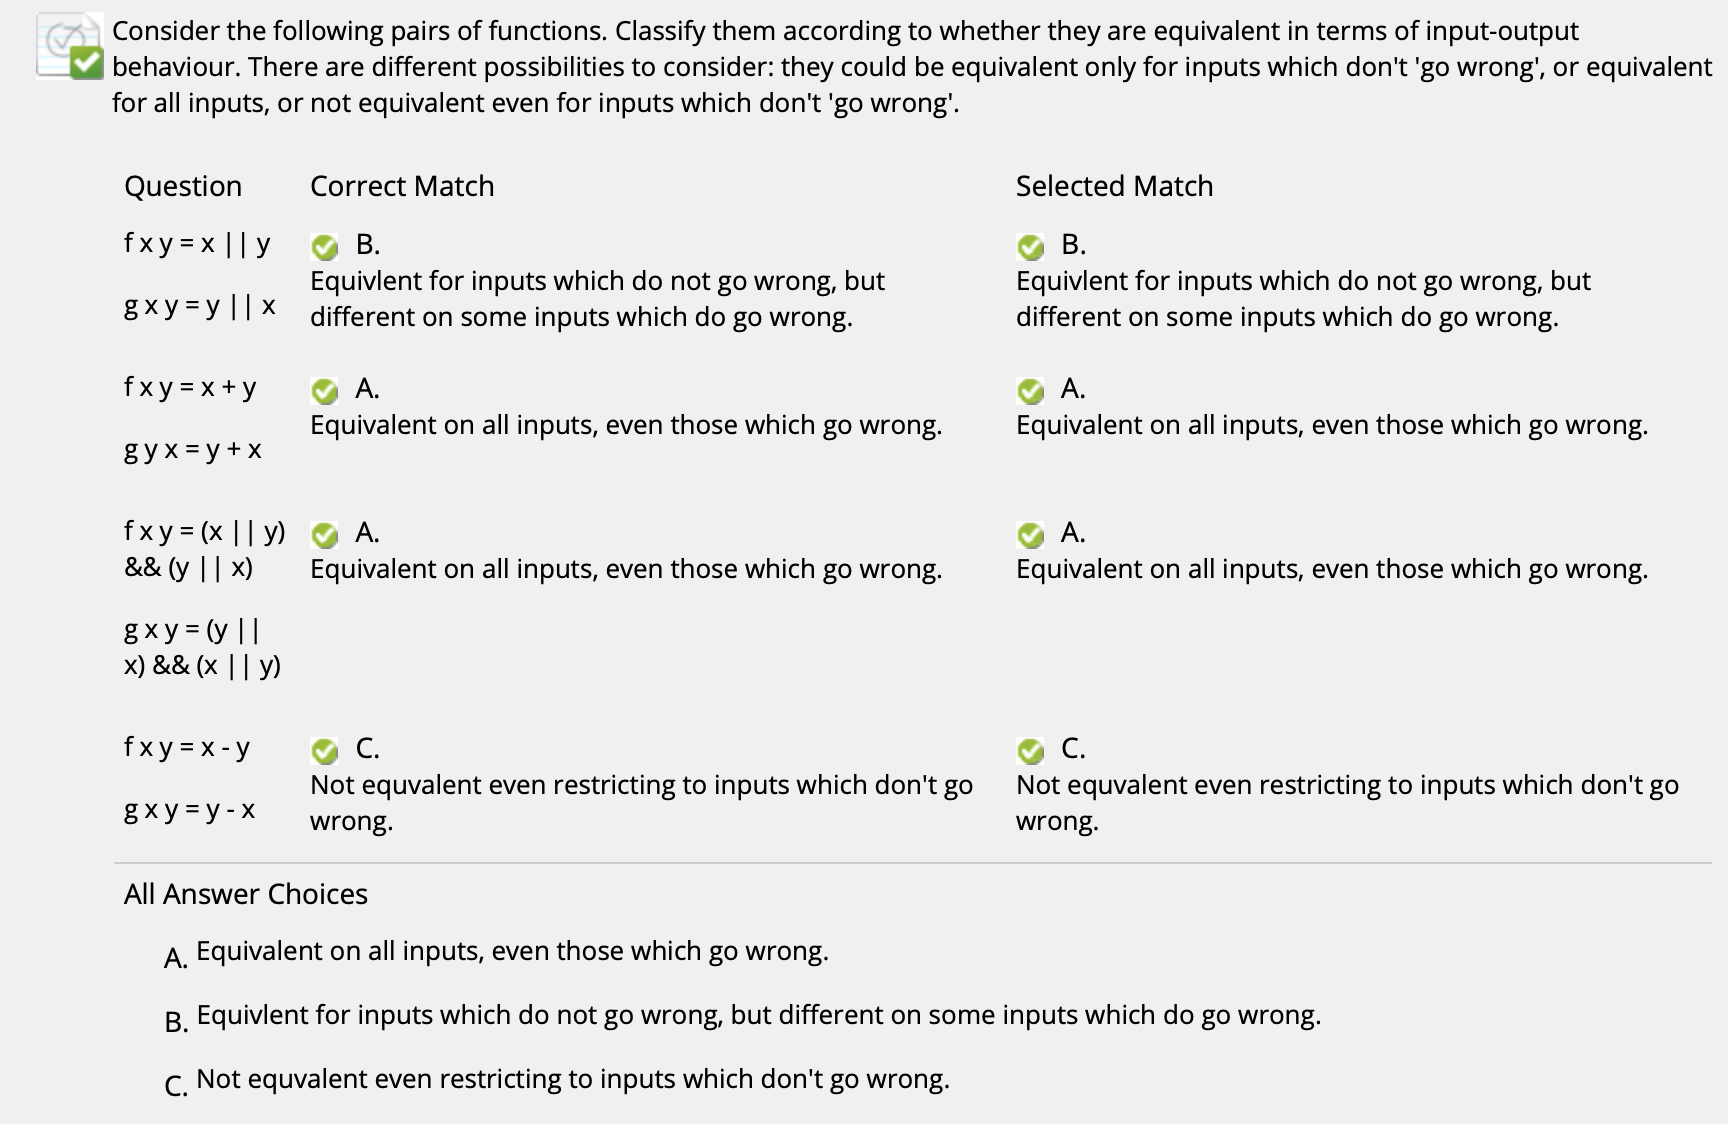 Consider the following pairs of functions. Classify them according to whether they are equivalent in terms of input-output
behaviour. There are different possibilities to consider: they could be equivalent only for inputs which don't 'go wrong', or equivalent
for all inputs, or not equivalent even for inputs which don't 'go wrong'.
Question Correct Match Selected Match
f x y = x || y B. B.
Equivlent for inputs which do not go wrong, but Equivlent for inputs which do not go wrong, but
g x y = y || x different on some inputs which do go wrong. different on some inputs which do go wrong.
f x y = x + y A. A.
Equivalent on all inputs, even those which go wrong. Equivalent on all inputs, even those which go wrong.
g y x = y + x
f x y = (x || y) A. A.
&& (y || x) Equivalent on all inputs, even those which go wrong. Equivalent on all inputs, even those which go wrong.
g x y = (y ||
x) && (x || y)
f x y = x - y C. C.
Not equvalent even restricting to inputs which don't go Not equvalent even restricting to inputs which don't go
g x y = y - x wrong. wrong.
All Answer Choices
A. Equivalent on all inputs, even those which go wrong.
B. Equivlent for inputs which do not go wrong, but different on some inputs which do go wrong.
C. Not equvalent even restricting to inputs which don't go wrong.